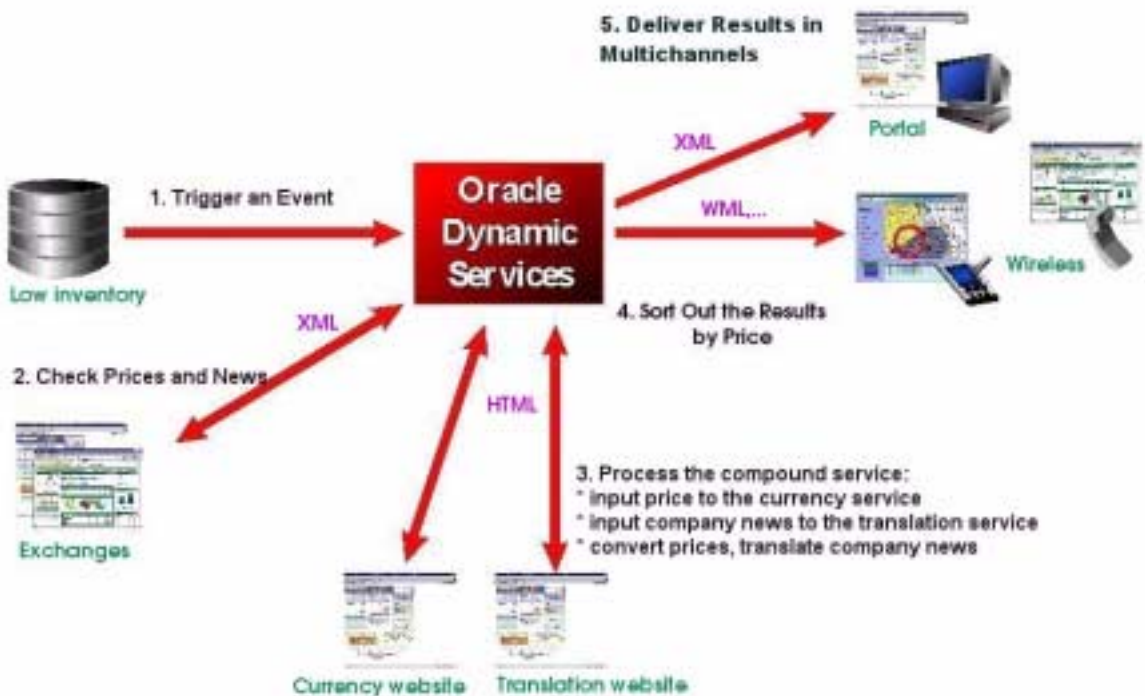 5. Deliver Results in
Multichannels
Portal
XML
1. Trigger an Event
Oracle
Dynamic
Services
WML,...
Wireless
Low inventory
XML
4. Sort Out the Results
by Price
2. Check Prices and News
HTML
3. Process the compound service:
* input price to the currency service
* input company news to the translation service
* convert prices, translate company news
Exchanges
Currency website
Translation website